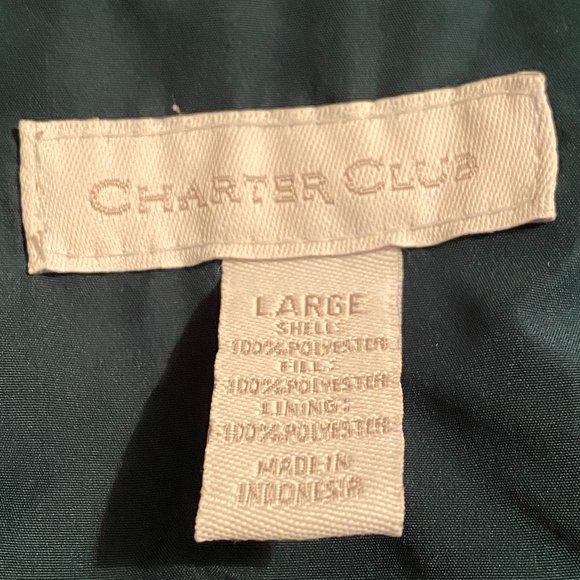 CHARTER CLUB
LARGE
SHELL:
100% POLYESTER
FILL:
100% POLYESTER
LINING:
100% POLYESTER
MADE IN
INDONESIA